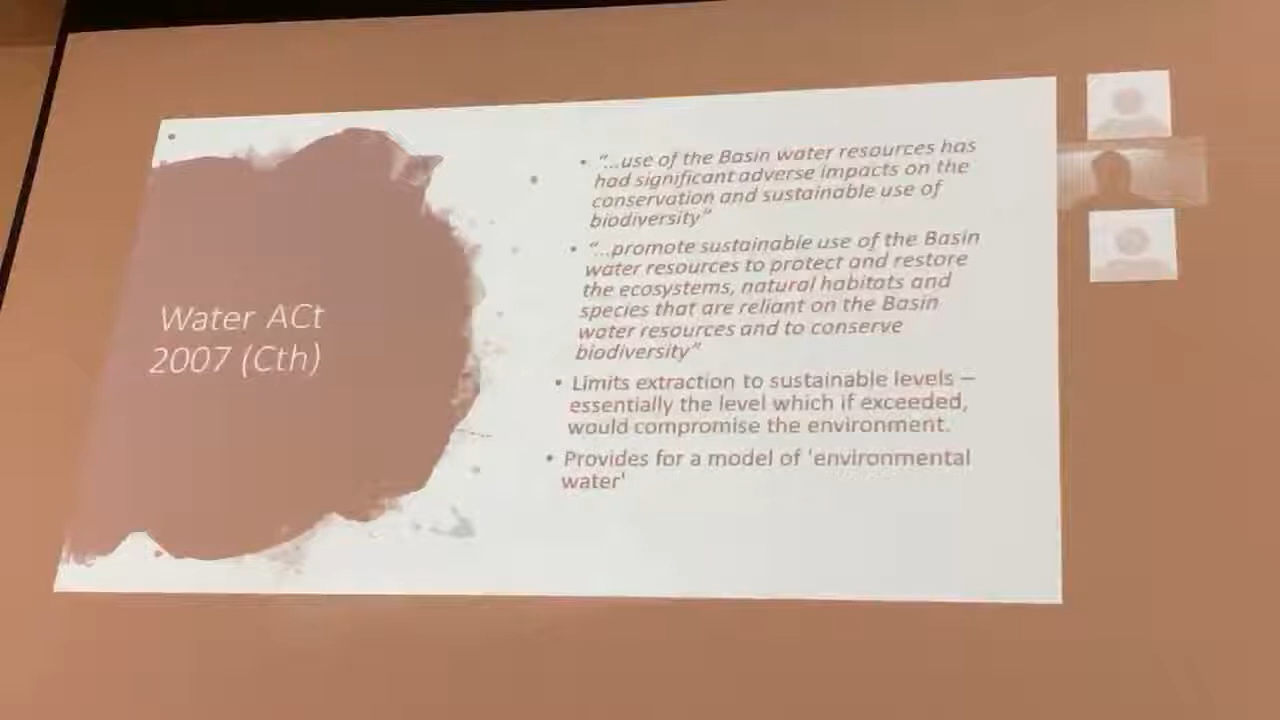 Water ACt
2007 (Cth)
• “...use of the Basin water resources has
had significant adverse impacts on the
conservation and sustainable use of
biodiversity”
• “...promote sustainable use of the Basin
water resources to protect and restore
the ecosystems, natural habitats and
species that are reliant on the Basin
water resources and to conserve
biodiversity”
• Limits extraction to sustainable levels –
essentially the level which if exceeded,
would compromise the environment.
• Provides for a model of 'environmental
water'